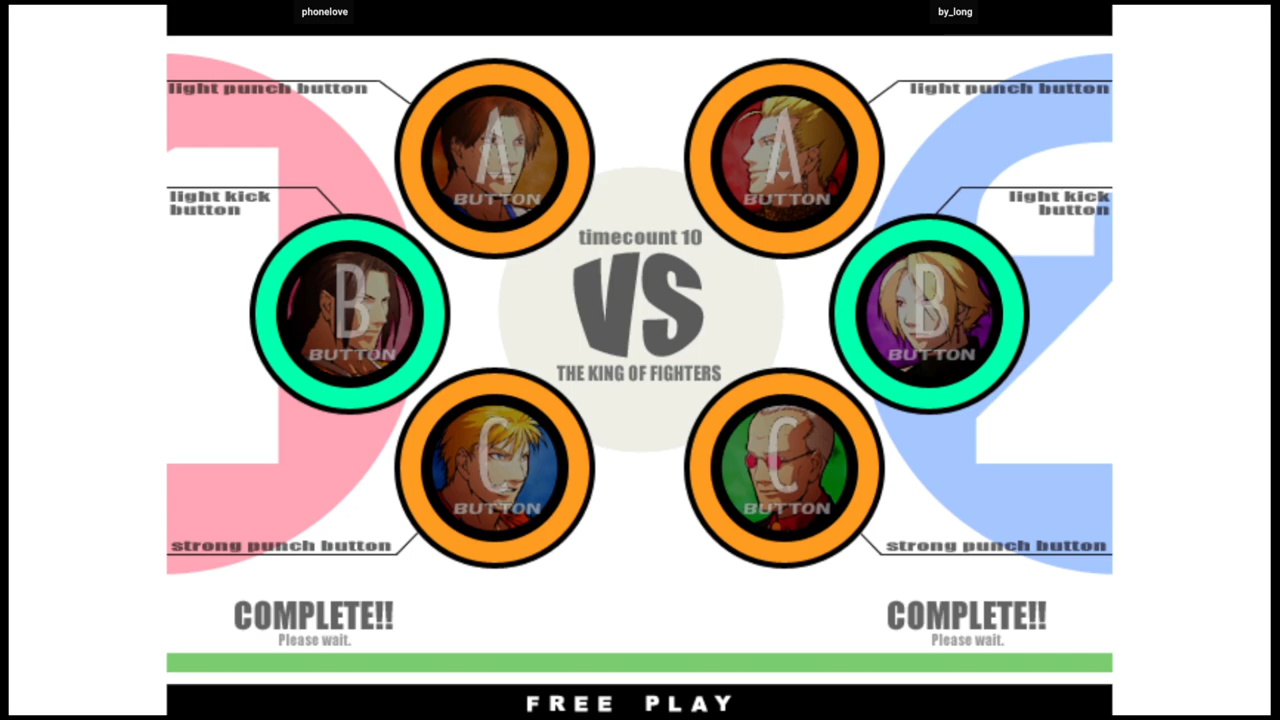 phonelove
by_long
light punch button
light punch button
A
BUTTON
A
BUTTON
light kick
button
light kick
button
timecount 10
VS
THE KING OF FIGHTERS
B
BUTTON
B
BUTTON
C
BUTTON
C
BUTTON
strong punch button
strong punch button
COMPLETE!!
Please wait.
COMPLETE!!
Please wait.
FREE PLAY